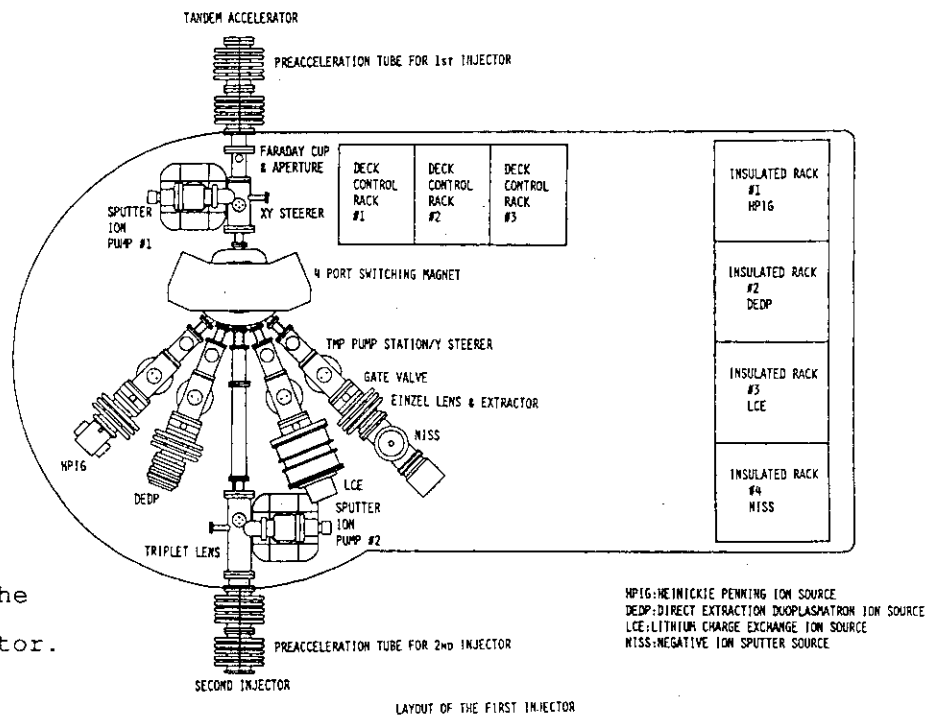 TANDEM ACCELERATOR
PREACCELERATION TUBE FOR 1st INJECTOR
FARADAY CUP
& APERTURE
XY STEERER
SPUTTER
ION
PUMP #1
DECK
CONTROL
RACK
#1
DECK
CONTROL
RACK
#2
DECK
CONTROL
RACK
#3
INSULATED RACK
#1
HPIG
4 PORT SWITCHING MAGNET
INSULATED RACK
#2
DEDP
TMP PUMP STATION/Y STEERER
GATE VALVE
EINZEL LENS & EXTRACTOR
NISS
INSULATED RACK
#3
LCE
HPIG
DEDP
LCE
INSULATED RACK
#4
NISS
SPUTTER
ION
PUMP #2
TRIPLET LENS
he
tor.
HPIG:HEINICKIE PENNING ION SOURCE
DEDP:DIRECT EXTRACTION DUOPLASMATRON ION SOURCE
LCE:LITHIUM CHARGE EXCHANGE ION SOURCE
NISS:NEGATIVE ION SPUTTER SOURCE
PREACCELERATION TUBE FOR 2ND INJECTOR
SECOND INJECTOR
LAYOUT OF THE FIRST INJECTOR